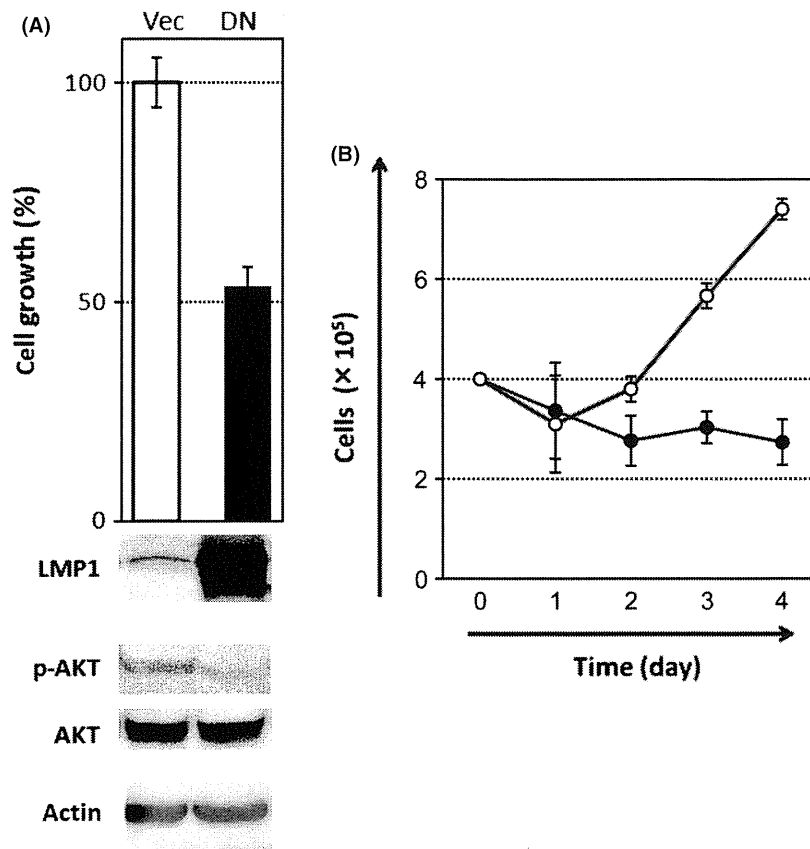 (A)
Vec DN
100
50
0
Cell growth (%)
LMP1
p-AKT
AKT
Actin
(B)
8
6
4
2
0
Cells (× 10⁵)
0 1 2 3 4
Time (day)